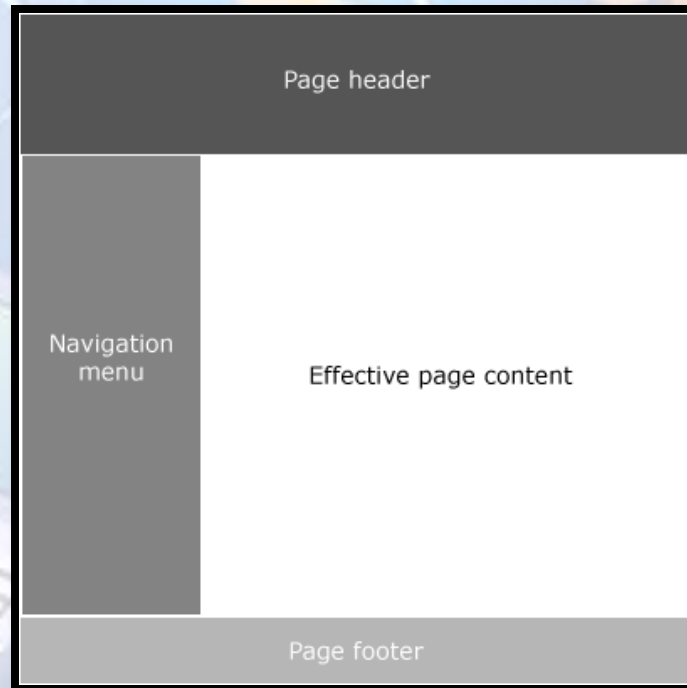 Page header
Navigation
menu
Effective page content
Page footer